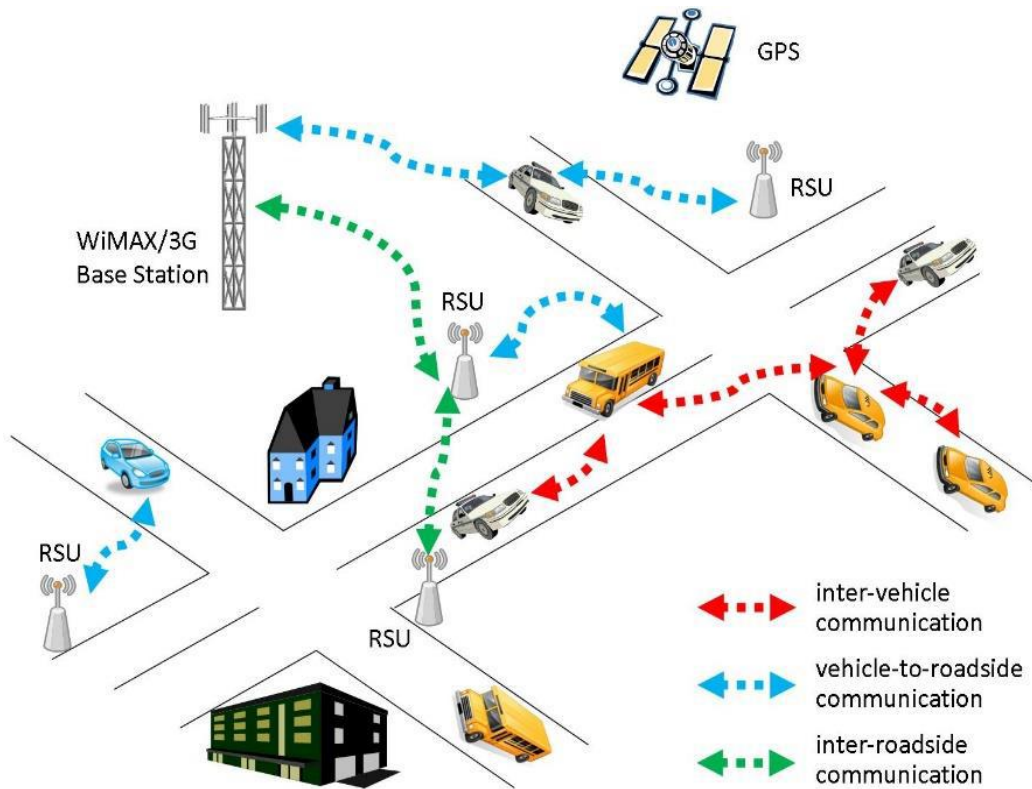 GPS
RSU
WiMAX/3G
Base Station
RSU
RSU
RSU
inter-vehicle
communication
vehicle-to-roadside
communication
inter-roadside
communication